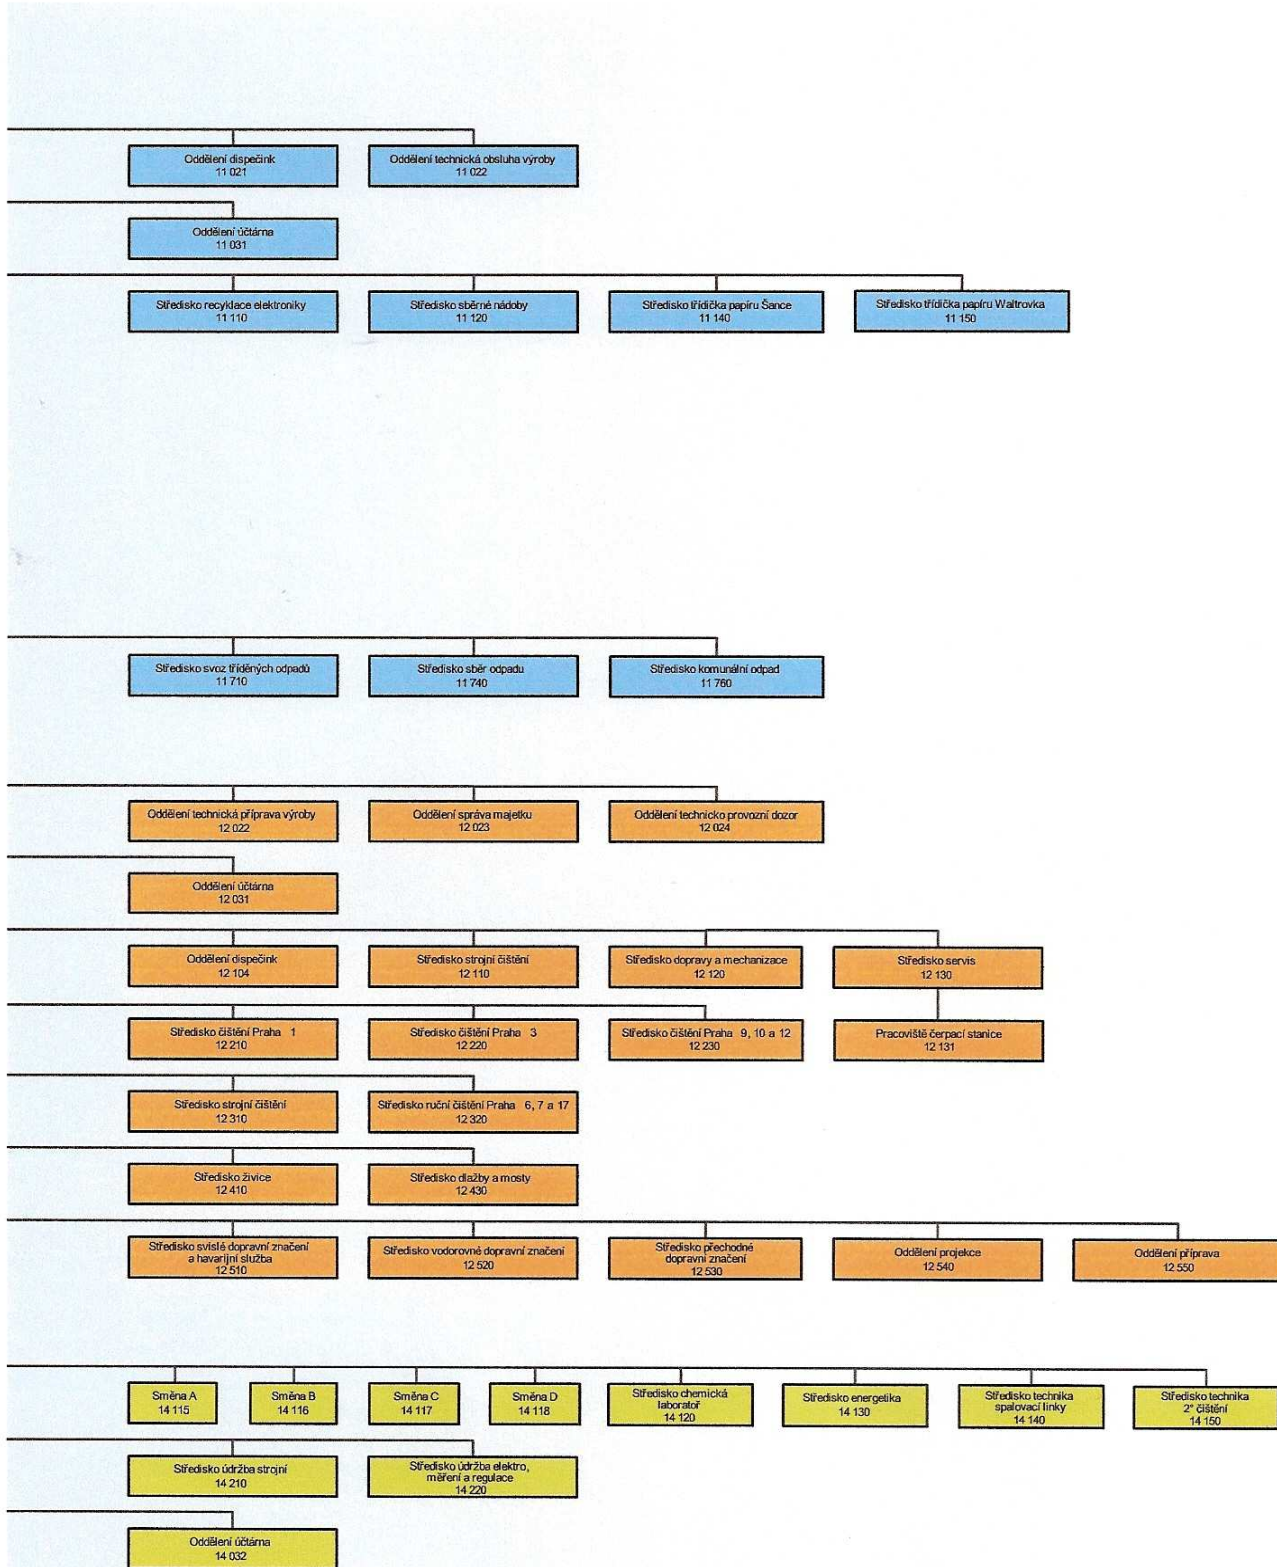 Oddělení dispečink
11 021
Oddělení technická obsluha výroby
11 022
Oddělení účtárna
11 031
Středisko recyklace elektroniky
11 110
Středisko sběrné nádoby
11 120
Středisko třídička papíru Šance
11 140
Středisko třídička papíru Waltrovka
11 150
Středisko svoz tříděných odpadů
11 710
Středisko sběr odpadu
11 740
Středisko komunální odpad
11 760
Oddělení technická příprava výroby
12 022
Oddělení správa majetku
12 023
Oddělení technicko provozní dozor
12 024
Oddělení účtárna
12 031
Oddělení dispečink
12 104
Středisko strojní čištění
12 110
Středisko dopravy a mechanizace
12 120
Středisko servis
12 130
Středisko čištění Praha 1
12 210
Středisko čištění Praha 3
12 220
Středisko čištění Praha 9, 10 a 12
12 230
Pracoviště čerpací stanice
12 131
Středisko strojní čištění
12 310
Středisko ruční čištění Praha 6, 7 a 17
12 320
Středisko živice
12 410
Středisko dlažby a mosty
12 430
Středisko svislé dopravní značení
a havarijní služba
12 510
Středisko vodorovné dopravní značení
12 520
Středisko přechodné
dopravní značení
12 530
Oddělení projekce
12 540
Oddělení příprava
12 550
Směna A
14 115
Směna B
14 116
Směna C
14 117
Směna D
14 118
Středisko chemická
laboratoř
14 120
Středisko energetika
14 130
Středisko technika
spalovací linky
14 140
Středisko technika
2° čištění
14 150
Středisko údržba strojní
14 210
Středisko údržba elektro,
měření a regulace
14 220
Oddělení účtárna
14 032